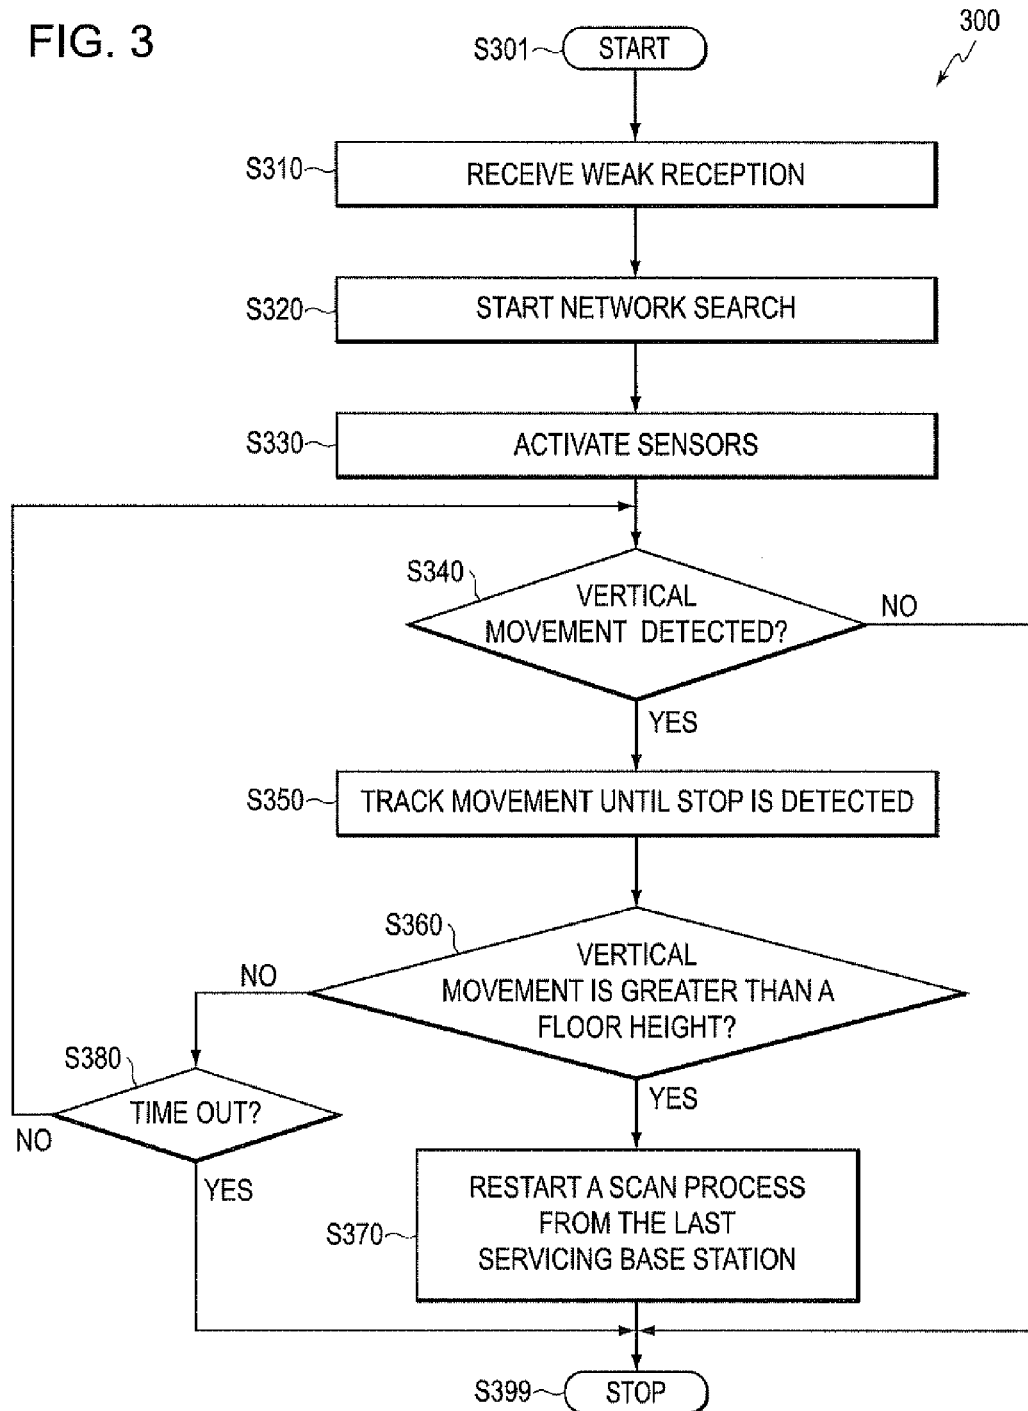 FIG. 3
300
S301
START
S310
RECEIVE WEAK RECEPTION
S320
START NETWORK SEARCH
S330
ACTIVATE SENSORS
S340
VERTICAL
MOVEMENT DETECTED?
NO
YES
S350
TRACK MOVEMENT UNTIL STOP IS DETECTED
S360
VERTICAL
MOVEMENT IS GREATER THAN A
FLOOR HEIGHT?
NO
YES
S380
TIME OUT?
NO
YES
S370
RESTART A SCAN PROCESS
FROM THE LAST
SERVICING BASE STATION
S399
STOP